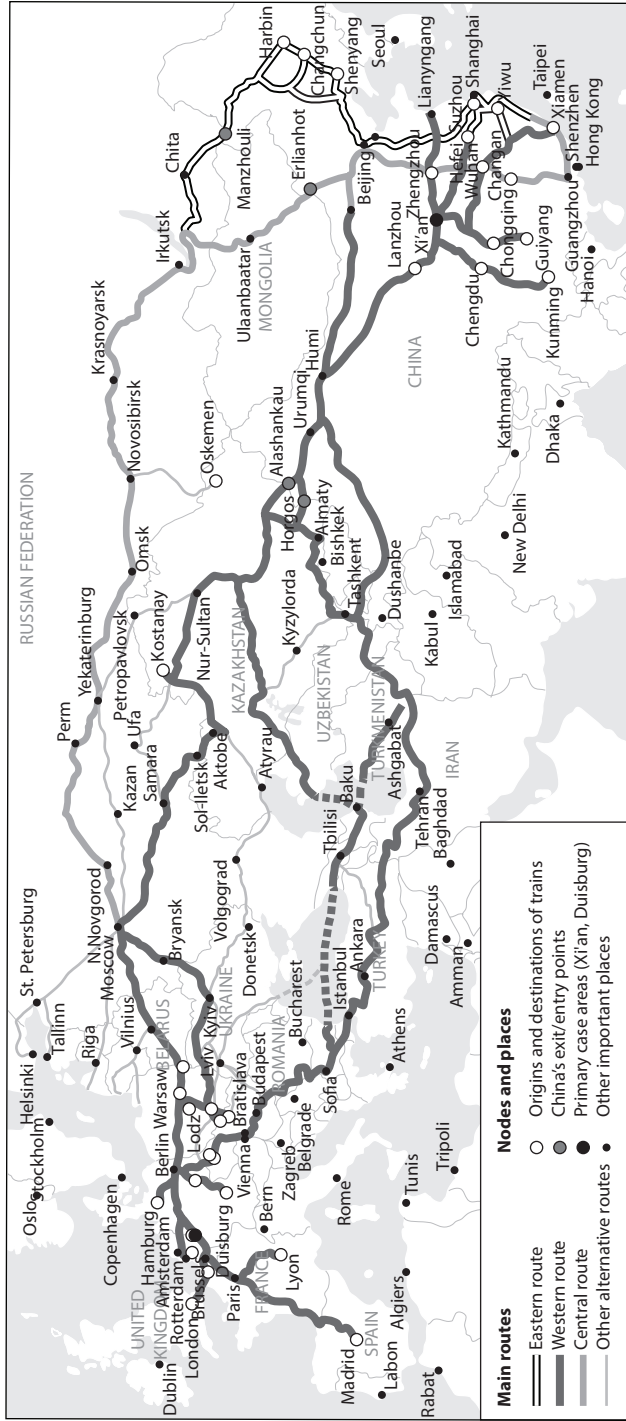 RUSSIAN FEDERATION
St. Petersburg
Helsinki
Tallinn
Oslo
Stockholm
Riga
Vilnius
Copenhagen
Moscow
N.Novgorod
Kazan
Perm
Yekaterinburg
Ufa
Petropavlovsk
Samara
Kostanay
Omsk
Novosibirsk
Krasnoyarsk
Irkutsk
Chita
Manzhouli
Harbin
Changchun
Shenyang
Seoul
UNITED
KINGDOM
Dublin
London
Rotterdam
Amsterdam
Hamburg
Berlin
Warsaw
BELARUS
Bryansk
Sol-Iletsk
Aktobe
Nur-Sultan
Oskemen
Ulaanbaatar
MONGOLIA
Erlianhot
Beijing
Brussel
Duisburg
Paris
FRANCE
Lodz
Lviv
Kyiv
UKRAINE
Volgograd
Donetsk
Atyrau
KAZAKHSTAN
Kyzylorda
Alashankau
Horgos
Almaty
Bishkek
Urumqi
Humi
Lanzhou
Xi'an
Zhengzhou
Lianyngang
Lyon
Bern
Vienna
Bratislava
Budapest
ROMANIA
Bucharest
Zagreb
Belgrade
Sofia
Madrid
SPAIN
Labon
Rabat
Algiers
Tunis
Rome
Tripoli
Athens
Istanbul
Ankara
TURKEY
Tbilisi
Baku
UZBEKISTAN
Tashkent
Dushanbe
TURKMENISTAN
Ashgabat
Tehran
IRAN
Baghdad
Damascus
Amman
Kabul
Islamabad
New Delhi
Kathmandu
Dhaka
CHINA
Chengdu
Chongqing
Guiyang
Kunming
Hanoi
Hefei
Wuhan
Changan
Suzhou
Shanghai
Yiwu
Taipei
Xiamen
Shenzhen
Guangzhou
Hong Kong
Main routes
Eastern route
Western route
Central route
Other alternative routes
Nodes and places
Origins and destinations of trains
China's exit/entry points
Primary case areas (Xi'an, Duisburg)
Other important places